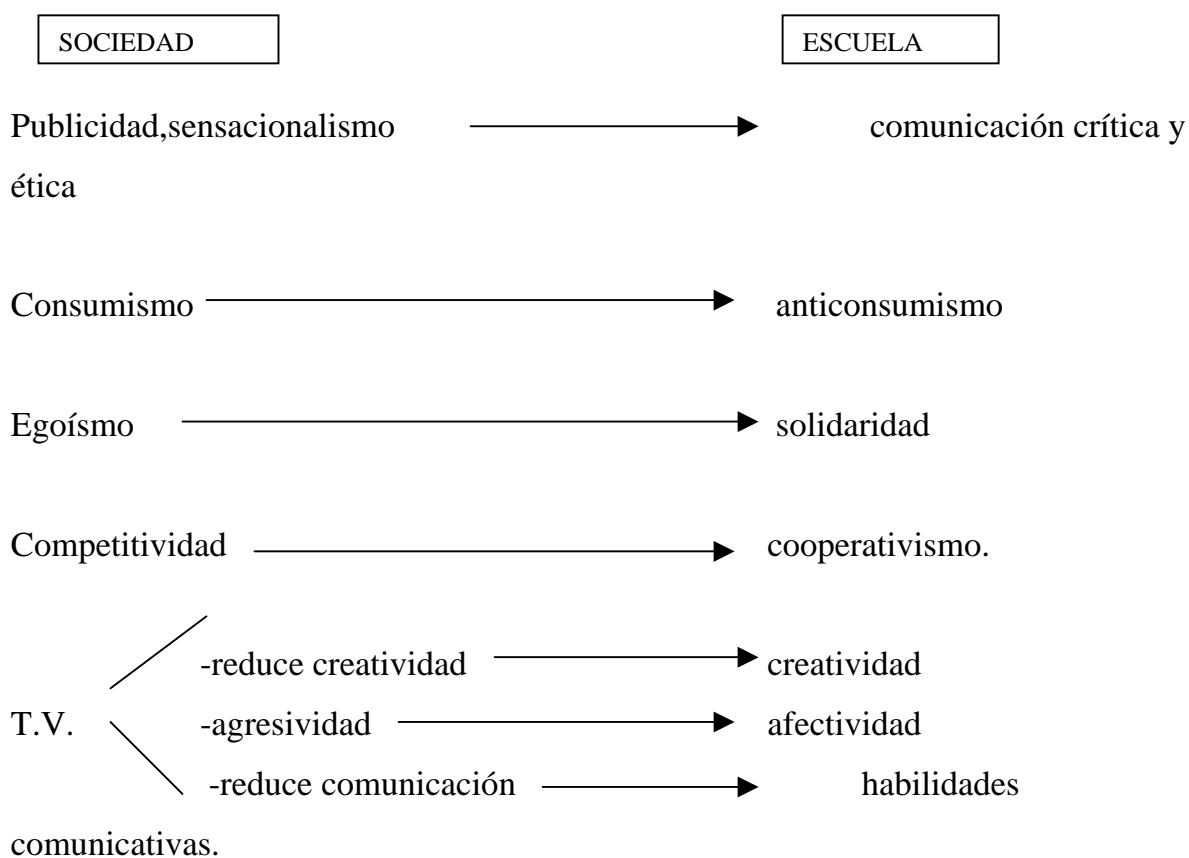 SOCIEDAD ESCUELA
Publicidad,sensacionalismo comunicación crítica y
ética
Consumismo anticonsumismo
Egoísmo solidaridad
Competitividad cooperativismo.
-reduce creatividad creatividad
T.V. -agresividad afectividad
-reduce comunicación habilidades
comunicativas.